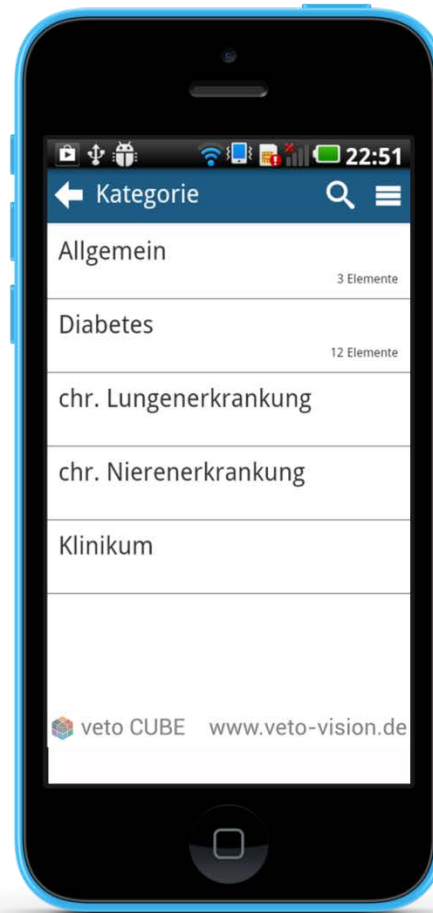 22:51
Kategorie
Allgemein
3 Elemente
Diabetes
12 Elemente
chr. Lungenerkrankung
chr. Nierenerkrankung
Klinikum
veto CUBE www.veto-vision.de